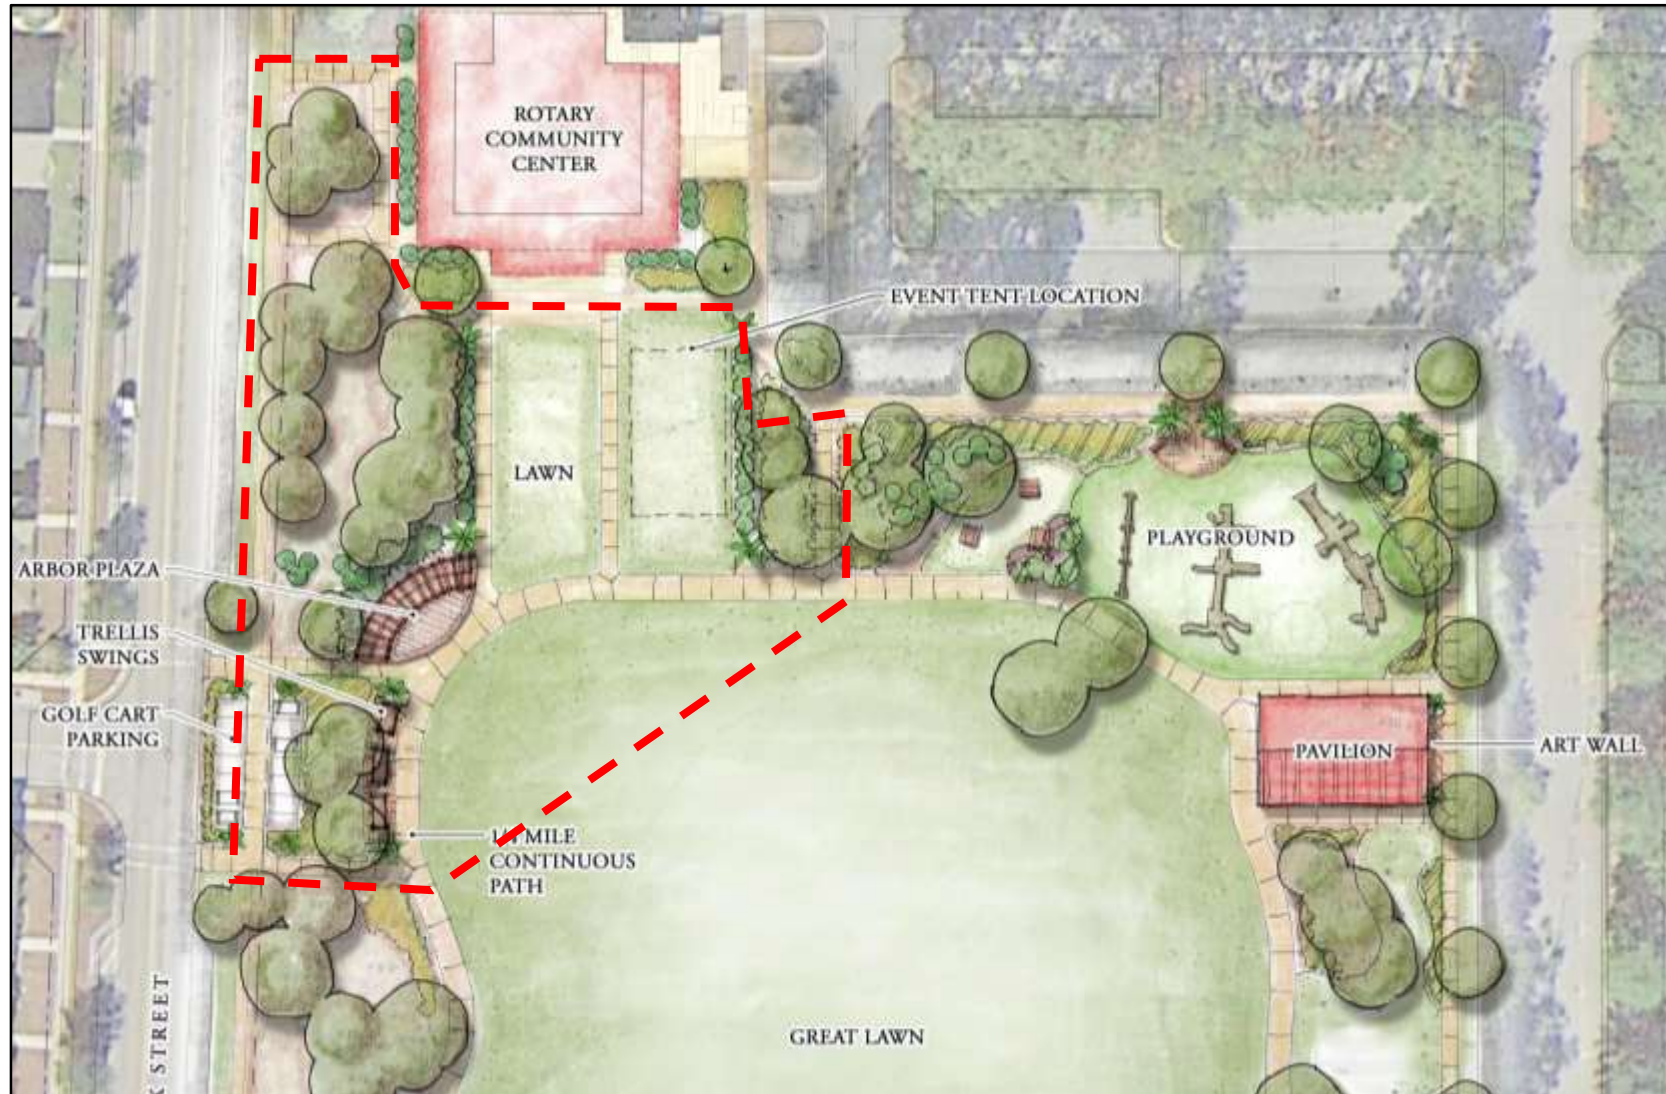 ROTARY
COMMUNITY
CENTER
EVENT TENT LOCATION
LAWN
PLAYGROUND
ARBOR PLAZA
TRELLIS
SWINGS
GOLF CART
PARKING
PAVILION
ART WALL
MILE
CONTINUOUS
PATH
GREAT LAWN
STREET